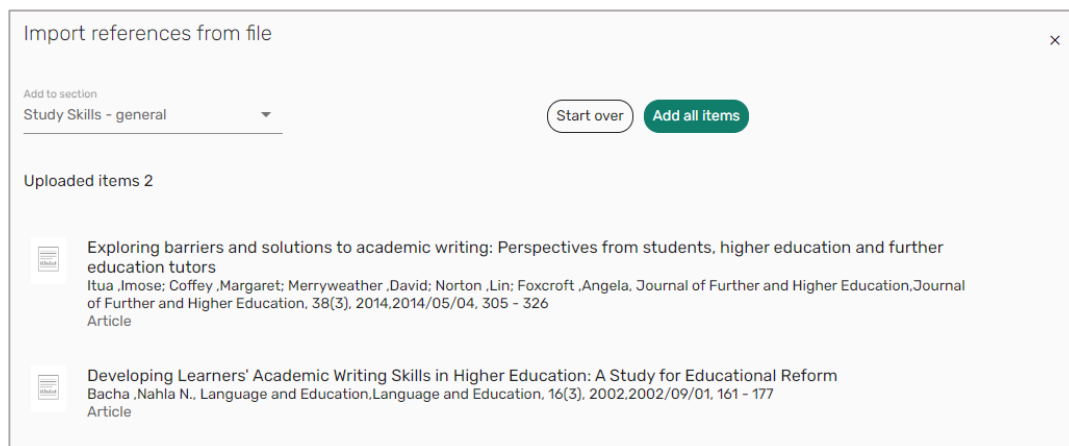 Import references from file
×
Add to section
Study Skills - general
Start over
Add all items
Uploaded items 2
Exploring barriers and solutions to academic writing: Perspectives from students, higher education and further
education tutors
Itua ,Imose; Coffey ,Margaret; Merryweather ,David; Norton ,Lin; Foxcroft ,Angela, Journal of Further and Higher Education,Journal
of Further and Higher Education, 38(3), 2014,2014/05/04, 305 - 326
Article
Developing Learners' Academic Writing Skills in Higher Education: A Study for Educational Reform
Bacha ,Nahla N., Language and Education,Language and Education, 16(3), 2002,2002/09/01, 161 - 177
Article